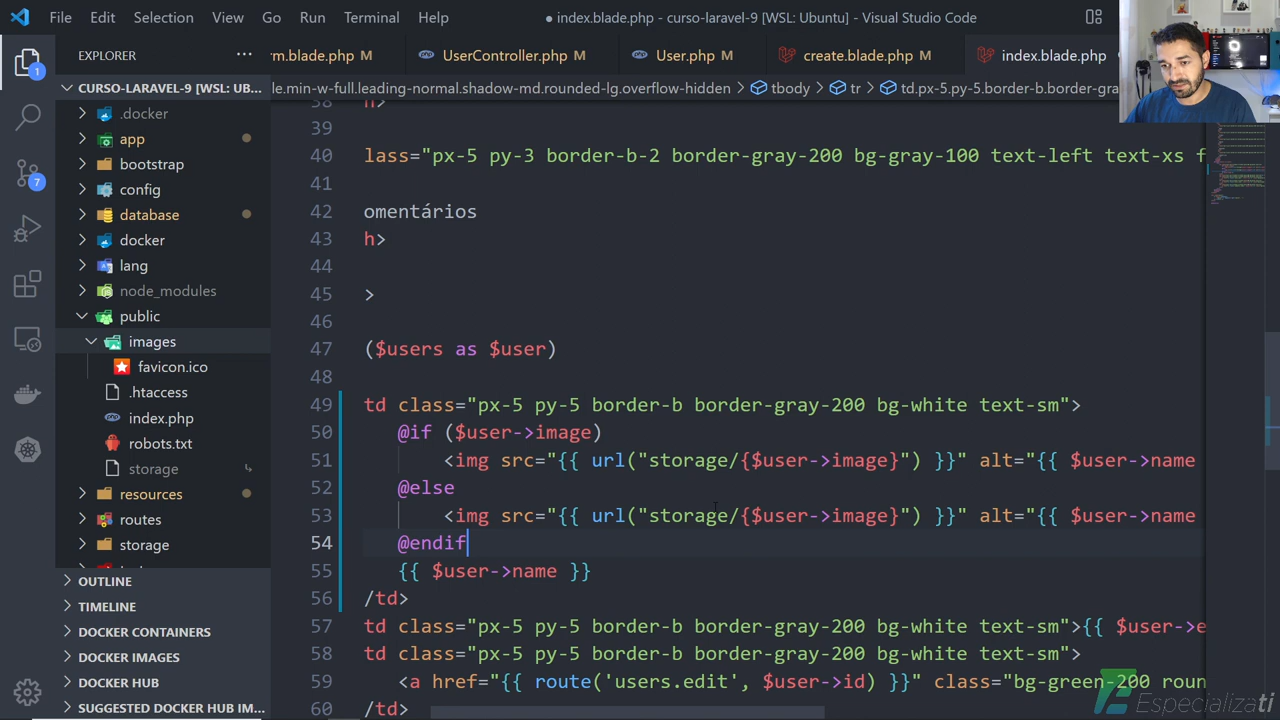 File Edit Selection View Go Run Terminal Help
● index.blade.php - curso-laravel-9 [WSL: Ubuntu] - Visual Studio Code
EXPLORER ···
rm.blade.php M UserController.php M User.php M create.blade.php M index.blade.php
CURSO-LARAVEL-9 [WSL: UB...
le.min-w-full.leading-normal.shadow-md.rounded-lg.overflow-hidden > tbody > tr > td.px-5.py-5.border-b.border-gra
.docker
app
bootstrap
config
database
docker
lang
node_modules
public
images
favicon.ico
.htaccess
index.php
robots.txt
storage
resources
routes
storage
OUTLINE
TIMELINE
DOCKER CONTAINERS
DOCKER IMAGES
DOCKER HUB
SUGGESTED DOCKER HUB IM...
1
7
38 h>
39
40 lass="px-5 py-3 border-b-2 border-gray-200 bg-gray-100 text-left text-xs f
41
42 omentários
43 h>
44
45 >
46
47 ($users as $user)
48
49 td class="px-5 py-5 border-b border-gray-200 bg-white text-sm">
50 @if ($user->image)
51 <img src="{{ url("storage/{$user->image}") }}" alt="{{ $user->name
52 @else
53 <img src="{{ url("storage/{$user->image}") }}" alt="{{ $user->name
54 @endif
55 {{ $user->name }}
56 /td>
57 td class="px-5 py-5 border-b border-gray-200 bg-white text-sm">{{ $user->e
58 td class="px-5 py-5 border-b border-gray-200 bg-white text-sm">
59 <a href="{{ route('users.edit', $user->id) }}" class="bg-green-200 roun
60 /td>
Especializati